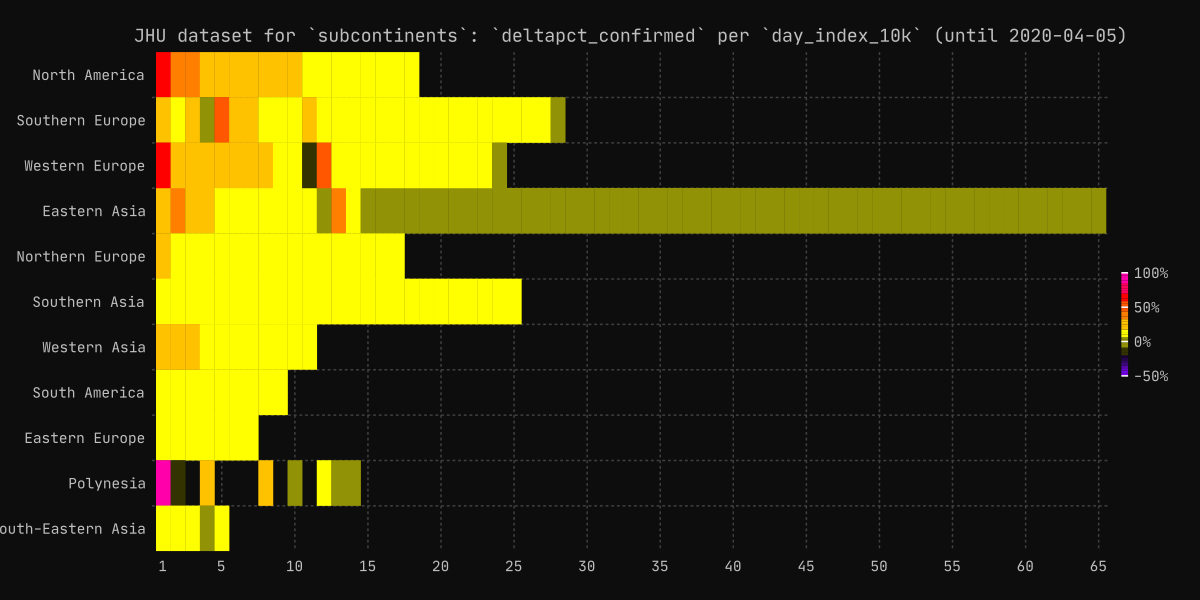 JHU dataset for `subcontinents`: `deltapct_confirmed` per `day_index_10k` (until 2020-04-05)
North America
Southern Europe
Western Europe
Eastern Asia
Northern Europe
Southern Asia
Western Asia
South America
Eastern Europe
Polynesia
outh-Eastern Asia
100%
50%
0%
-50%
1 5 10 15 20 25 30 35 40 45 50 55 60 65